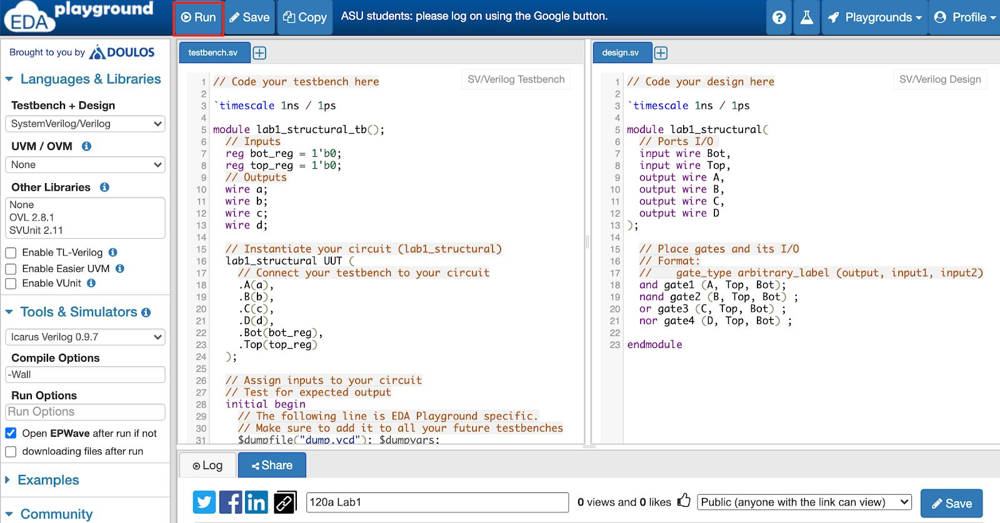 EDA playground
Run
Save
Copy
ASU students: please log on using the Google button.
?
Playgrounds
Profile
Brought to you by DOULOS
Languages & Libraries
Testbench + Design
SystemVerilog/Verilog
UVM / OVM
None
Other Libraries
None
OVL 2.8.1
SVUnit 2.11
Enable TL-Verilog
Enable Easier UVM
Enable VUnit
Tools & Simulators
Icarus Verilog 0.9.7
Compile Options
-Wall
Run Options
Run Options
Open EPWave after run if not
downloading files after run
Examples
Community
testbench.sv
SV/Verilog Testbench
1 // Code your testbench here
2
3 `timescale 1ns / 1ps
4
5 module lab1_structural_tb();
6 // Inputs
7 reg bot_reg = 1'b0;
8 reg top_reg = 1'b0;
9 // Outputs
10 wire a;
11 wire b;
12 wire c;
13 wire d;
14
15 // Instantiate your circuit (lab1_structural)
16 lab1_structural UUT (
17 // Connect your testbench to your circuit
18 .A(a),
19 .B(b),
20 .C(c),
21 .D(d),
22 .Bot(bot_reg),
23 .Top(top_reg)
24 );
25
26 // Assign inputs to your circuit
27 // Test for expected output
28 initial begin
29 // The following line is EDA Playground specific.
30 // Make sure to add it to all your future testbenches
31 $dumpfile("dump.vcd"); $dumpvars;
design.sv
SV/Verilog Design
1 // Code your design here
2
3 `timescale 1ns / 1ps
4
5 module lab1_structural(
6 // Ports I/O
7 input wire Bot,
8 input wire Top,
9 output wire A,
10 output wire B,
11 output wire C,
12 output wire D
13 );
14
15 // Place gates and its I/O
16 // Format:
17 // gate_type arbitrary_label (output, input1, input2)
18 and gate1 (A, Top, Bot);
19 nand gate2 (B, Top, Bot) ;
20 or gate3 (C, Top, Bot) ;
21 nor gate4 (D, Top, Bot) ;
22
23 endmodule
Log
Share
120a Lab1
0 views and 0 likes
Public (anyone with the link can view)
Save